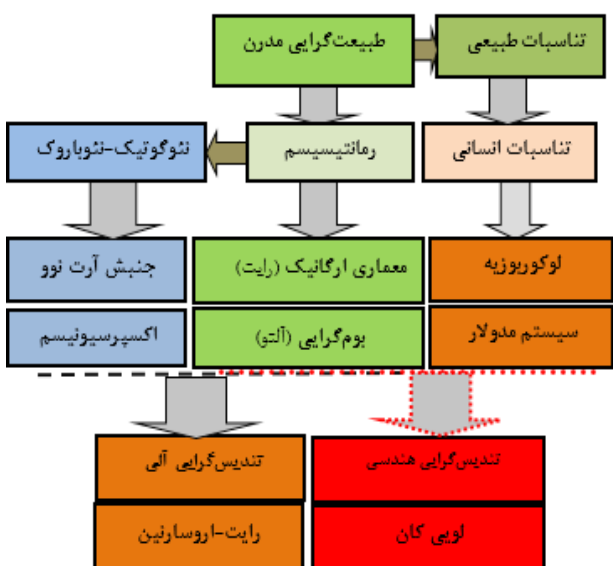 تناسبات طبیعی
طبیعت‌گرایی مدرن
تناسبات انسانی
رمانتیسیسم
نئوگوتیک-نئوباروک
لوکوربوزیه
معماری ارگانیک (رایت)
جنبش آرت نوو
سیستم مدولار
بوم‌گرایی (آلتو)
اکسپرسیونیسم
تندیس‌گرایی هندسی
تندیس‌گرایی آلی
لویی کان
رایت-اروسارنین